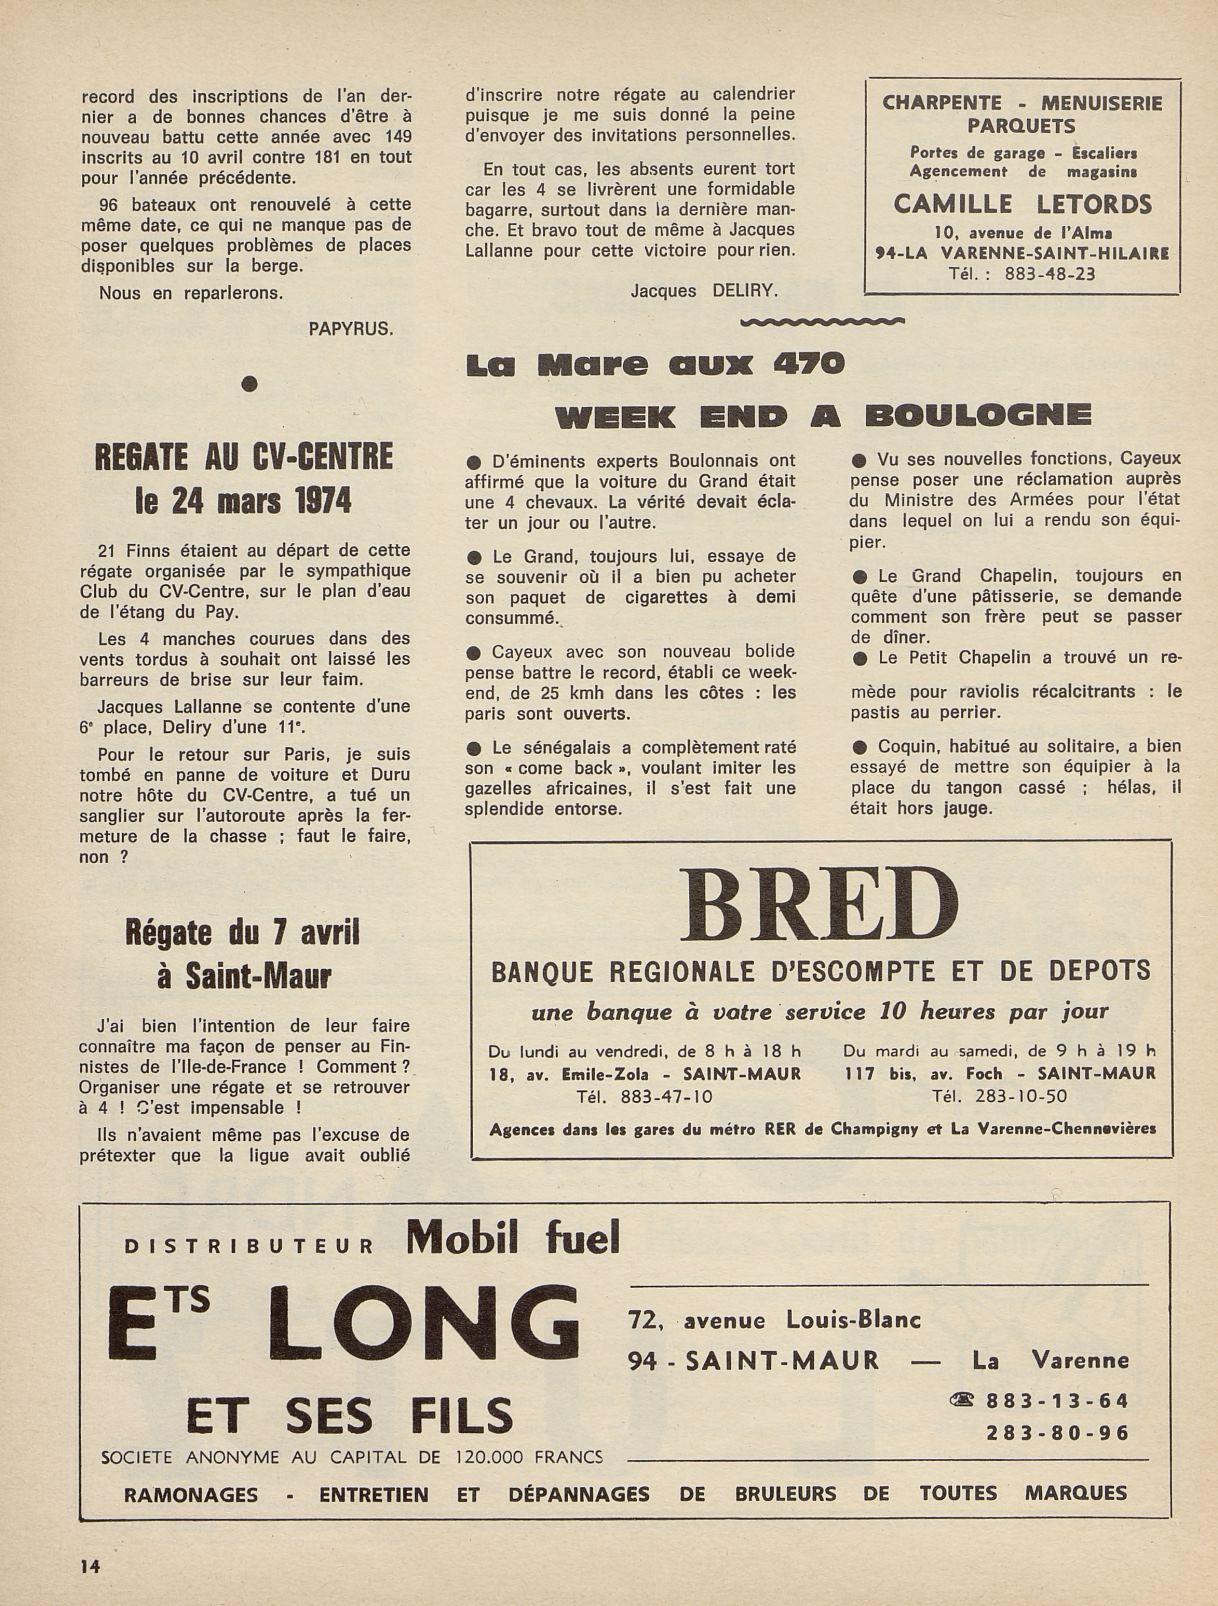 record des inscriptions de l'an der-
nier a de bonnes chances d'être à
nouveau battu cette année avec 149
inscrits au 10 avril contre 181 en tout
pour l'année précédente.
96 bateaux ont renouvelé à cette
même date, ce qui ne manque pas de
poser quelques problèmes de places
disponibles sur la berge.
Nous en reparlerons.
PAPYRUS.
●
REGATE AU CV-CENTRE
le 24 mars 1974
21 Finns étaient au départ de cette
régate organisée par le sympathique
Club du CV-Centre, sur le plan d'eau
de l'étang du Pay.
Les 4 manches courues dans des
vents tordus à souhait ont laissé les
barreurs de brise sur leur faim.
Jacques Lallanne se contente d'une
6e place, Deliry d'une 11e.
Pour le retour sur Paris, je suis
tombé en panne de voiture et Duru
notre hôte du CV-Centre, a tué un
sanglier sur l'autoroute après la fer-
meture de la chasse ; faut le faire,
non ?
Régate du 7 avril
à Saint-Maur
J'ai bien l'intention de leur faire
connaître ma façon de penser au Fin-
nistes de l'Ile-de-France ! Comment ?
Organiser une régate et se retrouver
à 4 ! C'est impensable !
Ils n'avaient même pas l'excuse de
prétexter que la ligue avait oublié
d'inscrire notre régate au calendrier
puisque je me suis donné la peine
d'envoyer des invitations personnelles.
En tout cas, les absents eurent tort
car les 4 se livrèrent une formidable
bagarre, surtout dans la dernière man-
che. Et bravo tout de même à Jacques
Lallanne pour cette victoire pour rien.
Jacques DELIRY.
CHARPENTE - MENUISERIE
PARQUETS
Portes de garage - Escaliers
Agencement de magasins
CAMILLE LETORDS
10, avenue de l'Alma
94-LA VARENNE-SAINT-HILAIRE
Tél. : 883-48-23
La Mare aux 470
WEEK END A BOULOGNE
● D'éminents experts Boulonnais ont
affirmé que la voiture du Grand était
une 4 chevaux. La vérité devait écla-
ter un jour ou l'autre.
● Le Grand, toujours lui, essaye de
se souvenir où il a bien pu acheter
son paquet de cigarettes à demi
consummé.
● Cayeux avec son nouveau bolide
pense battre le record, établi ce week-
end, de 25 kmh dans les côtes : les
paris sont ouverts.
● Le sénégalais a complètement raté
son « come back », voulant imiter les
gazelles africaines, il s'est fait une
splendide entorse.
● Vu ses nouvelles fonctions, Cayeux
pense poser une réclamation auprès
du Ministre des Armées pour l'état
dans lequel on lui a rendu son équi-
pier.
● Le Grand Chapelin, toujours en
quête d'une pâtisserie, se demande
comment son frère peut se passer
de dîner.
● Le Petit Chapelin a trouvé un re-
mède pour raviolis récalcitrants : le
pastis au perrier.
● Coquin, habitué au solitaire, a bien
essayé de mettre son équipier à la
place du tangon cassé ; hélas, il
était hors jauge.
BRED
BANQUE REGIONALE D'ESCOMPTE ET DE DEPOTS
une banque à votre service 10 heures par jour
Du lundi au vendredi, de 8 h à 18 h
18, av. Emile-Zola - SAINT-MAUR
Tél. 883-47-10
Du mardi au samedi, de 9 h à 19 h
117 bis, av. Foch - SAINT-MAUR
Tél. 283-10-50
Agences dans les gares du métro RER de Champigny et La Varenne-Chennevières
DISTRIBUTEUR Mobil fuel
ETS LONG
ET SES FILS
SOCIETE ANONYME AU CAPITAL DE 120.000 FRANCS
72, avenue Louis-Blanc
94 - SAINT-MAUR — La Varenne
☎ 883-13-64
283-80-96
RAMONAGES - ENTRETIEN ET DÉPANNAGES DE BRULEURS DE TOUTES MARQUES
14